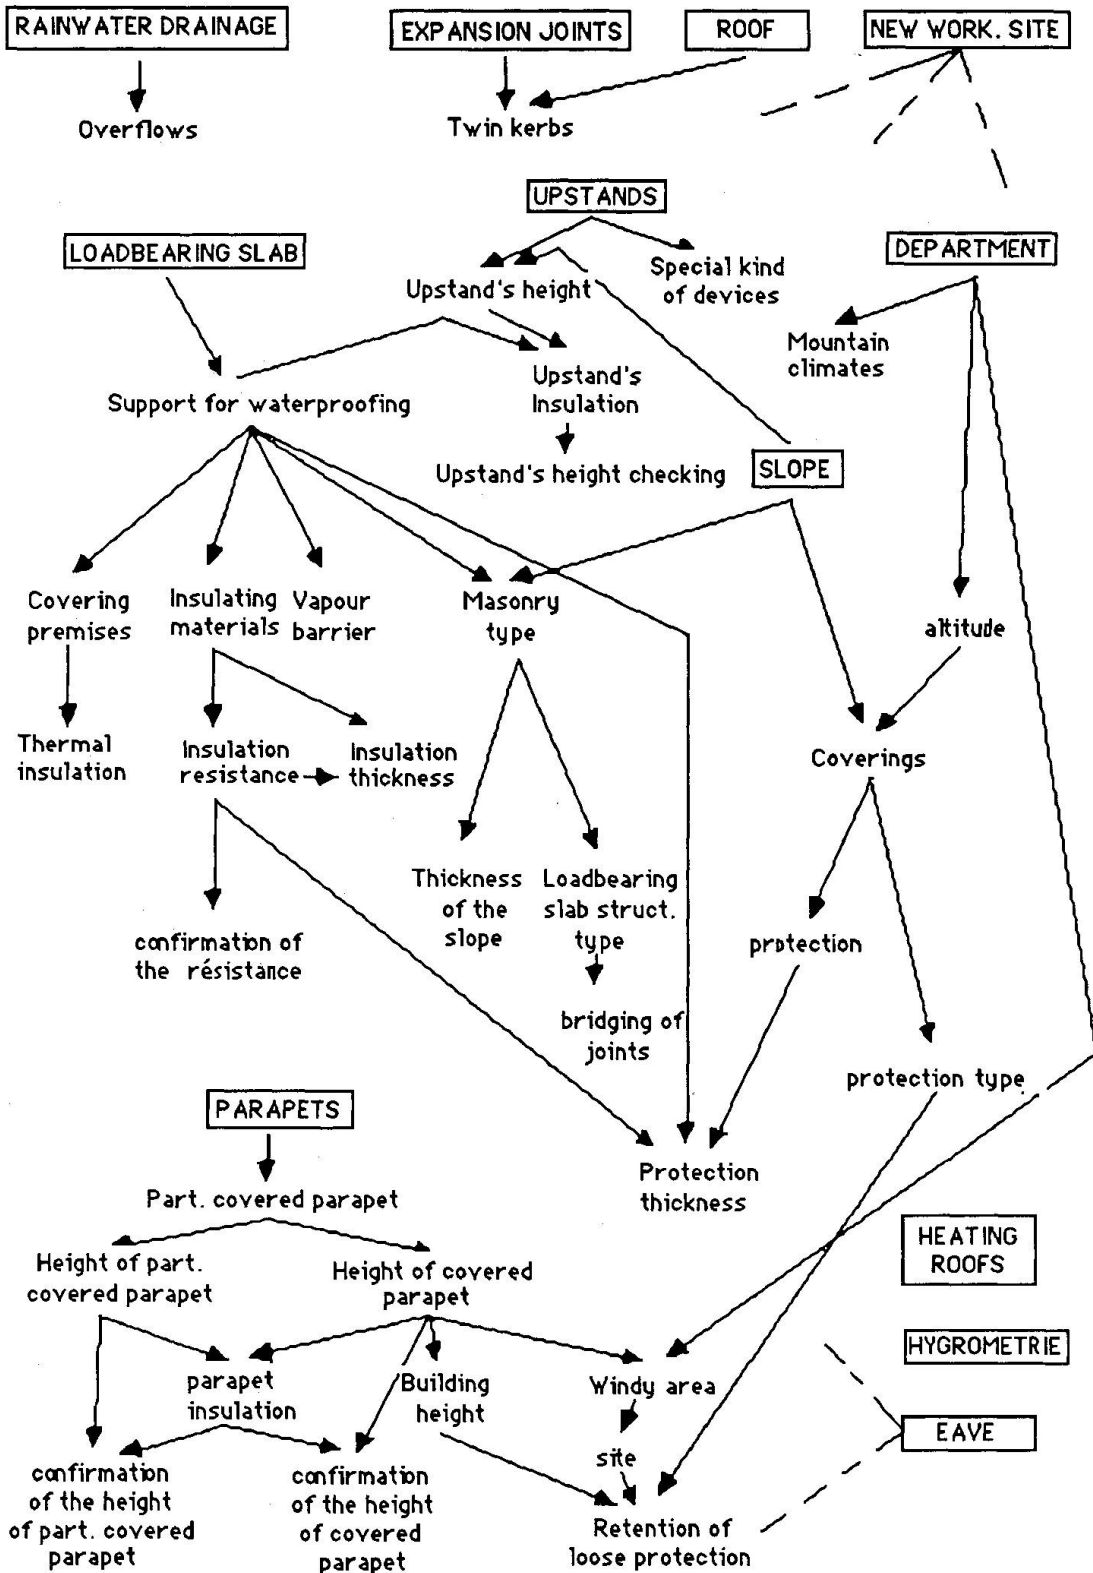 RAINWATER DRAINAGE
EXPANSION JOINTS
ROOF
NEW WORK. SITE
Overflows
Twin kerbs
UPSTANDS
LOADBEARING SLAB
DEPARTMENT
Special kind
of devices
Upstand's height
Mountain
climates
Upstand's
Insulation
Support for waterproofing
Upstand's height checking
SLOPE
Covering
premises
Insulating
materials
Vapour
barrier
Masonry
type
altitude
Thermal
insulation
Insulation
resistance
Insulation
thickness
Coverings
Thickness
of the
slope
Loadbearing
slab struct.
type
confirmation of
the résistance
protection
bridging of
joints
protection type
PARAPETS
Protection
thickness
Part. covered parapet
HEATING
ROOFS
Height of part.
covered parapet
Height of covered
parapet
HYGROMETRIE
parapet
insulation
Building
height
Windy area
EAVE
site
confirmation
of the height
of part. covered
parapet
confirmation
of the height
of covered
parapet
Retention of
loose protection